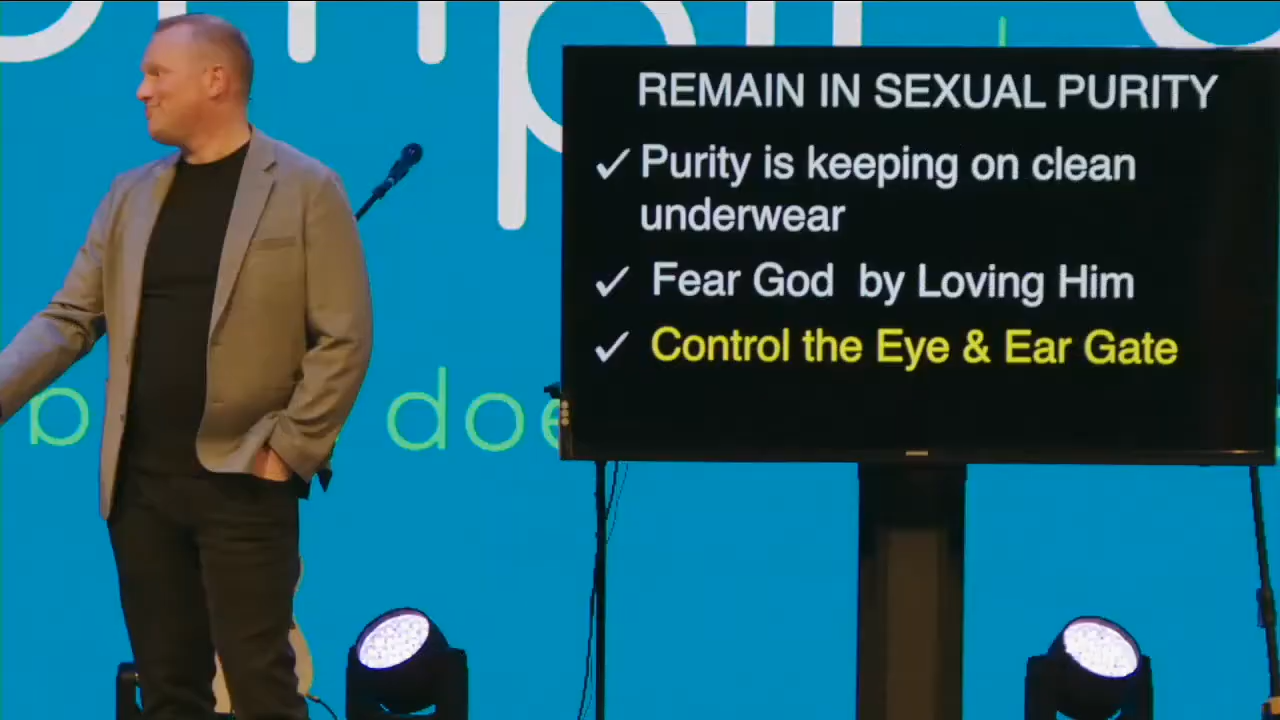 REMAIN IN SEXUAL PURITY
✓ Purity is keeping on clean
underwear
✓ Fear God by Loving Him
✓ Control the Eye & Ear Gate